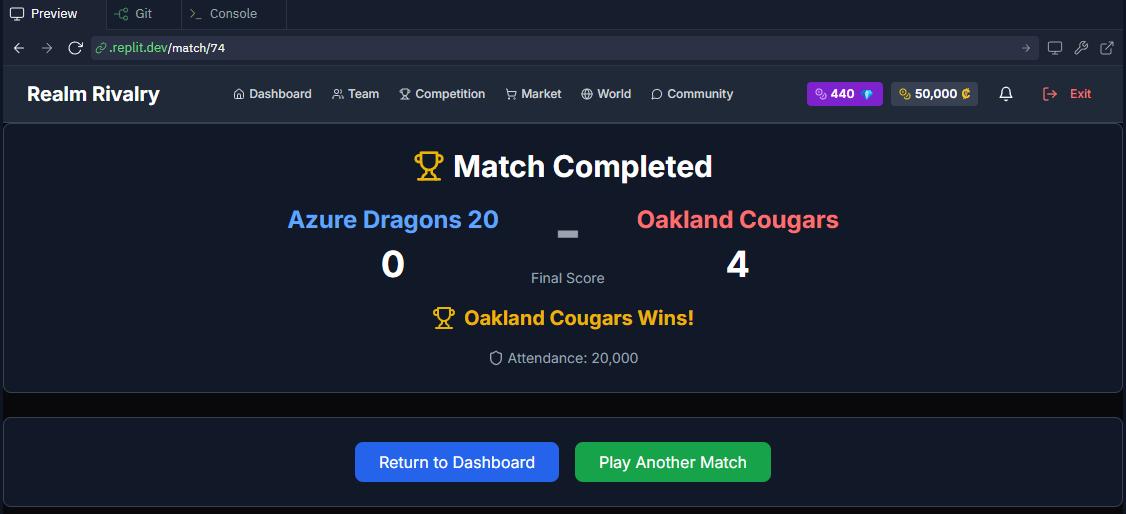 Preview Git Console
.replit.dev/match/74
Realm Rivalry Dashboard Team Competition Market World Community 440 50,000 ₡ Exit
Match Completed
Azure Dragons 20 - Oakland Cougars
0 4
Final Score
Oakland Cougars Wins!
Attendance: 20,000
Return to Dashboard Play Another Match